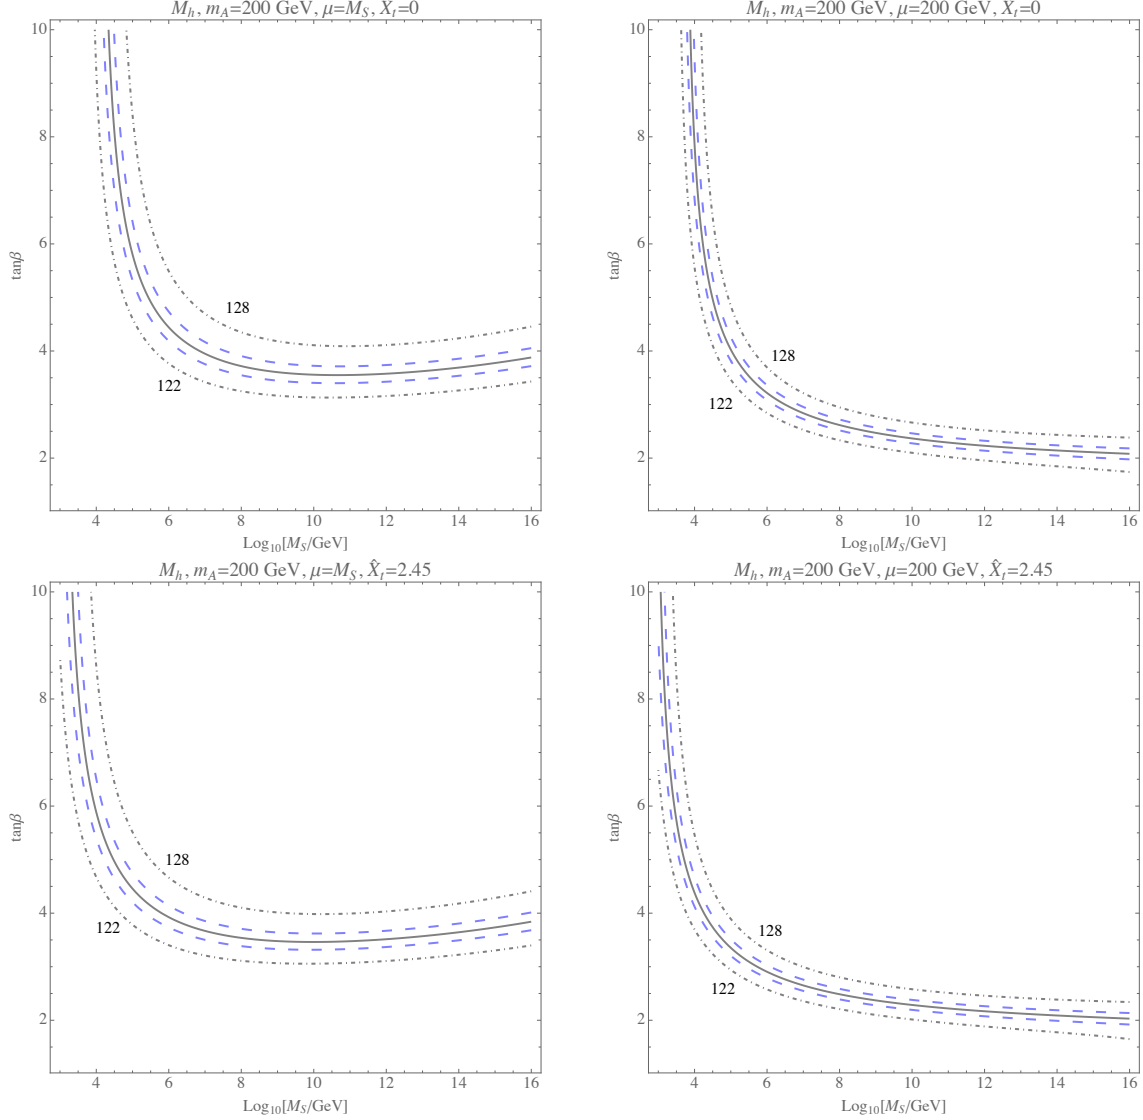 M_h, m_A=200 GeV, μ=M_S, X_t=0
10
8
6
4
2
tanβ
128
122
4 6 8 10 12 14 16
Log₁₀[M_S/GeV]
M_h, m_A=200 GeV, μ=200 GeV, X_t=0
10
8
6
4
2
tanβ
128
122
4 6 8 10 12 14 16
Log₁₀[M_S/GeV]
M_h, m_A=200 GeV, μ=M_S, X̂_t=2.45
10
8
6
4
2
tanβ
128
122
4 6 8 10 12 14 16
Log₁₀[M_S/GeV]
M_h, m_A=200 GeV, μ=200 GeV, X̂_t=2.45
10
8
6
4
2
tanβ
128
122
4 6 8 10 12 14 16
Log₁₀[M_S/GeV]